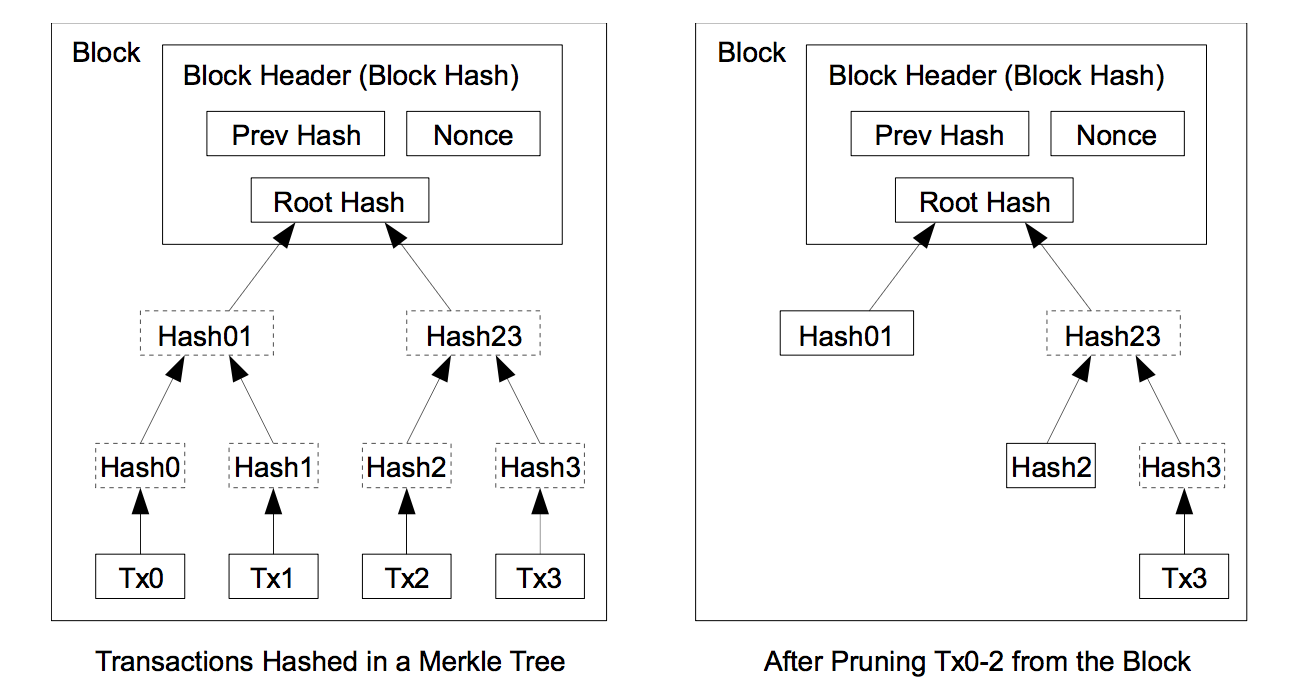 Block
Block Header (Block Hash)
Prev Hash
Nonce
Root Hash
Hash01
Hash23
Hash0
Hash1
Hash2
Hash3
Tx0
Tx1
Tx2
Tx3
Transactions Hashed in a Merkle Tree
Block
Block Header (Block Hash)
Prev Hash
Nonce
Root Hash
Hash01
Hash23
Hash2
Hash3
Tx3
After Pruning Tx0-2 from the Block